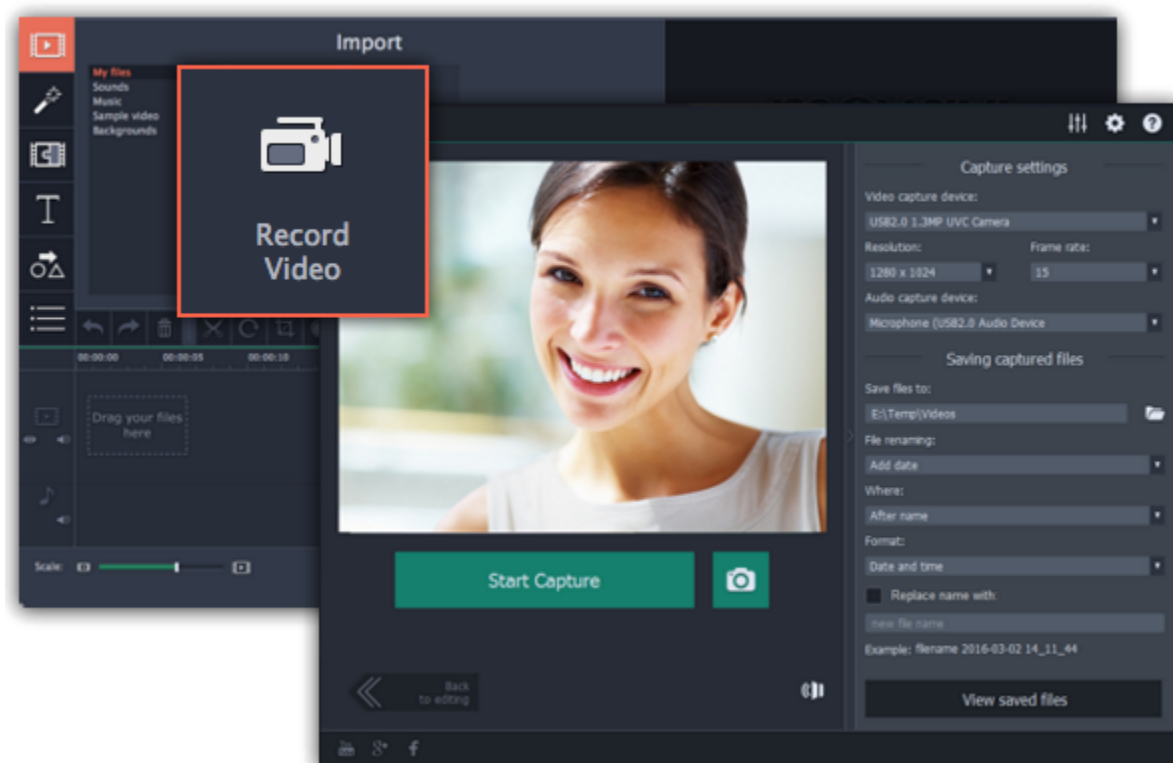 Import
My files
Sounds
Music
Sample video
Backgrounds
Record
Video
00:00:00 00:00:05 00:00:10
Drag your files
here
Scale:
Start Capture
Back
to editing
Capture settings
Video capture device:
USB2.0 1.3MP UVC Camera
Resolution: Frame rate:
1280 x 1024 15
Audio capture device:
Microphone (USB2.0 Audio Device
Saving captured files
Save files to:
E:\Temp\Videos
File renaming:
Add date
Where:
After name
Format:
Date and time
Replace name with:
new file name
Example: filename 2016-03-02 14_11_44
View saved files